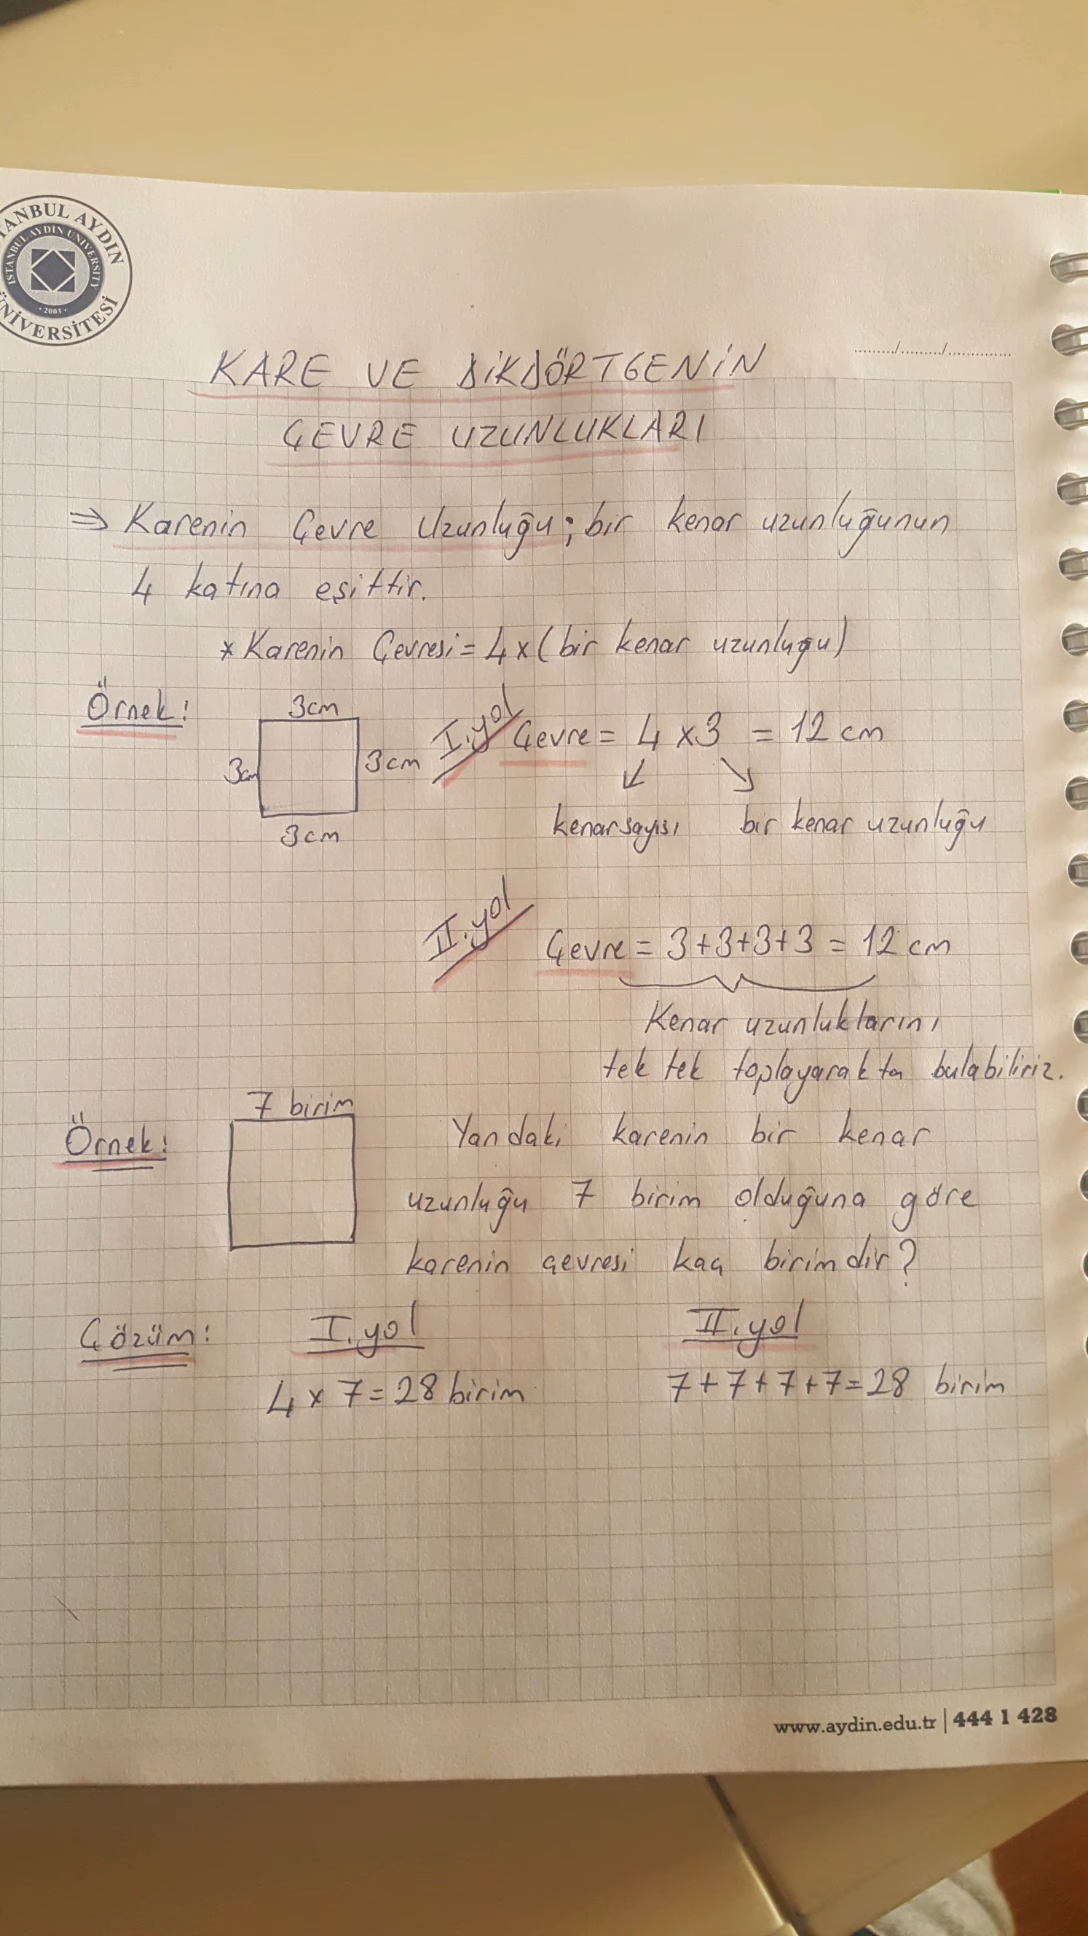 İSTANBUL AYDIN ÜNİVERSİTESİ
İSTANBUL AYDIN UNIVERSITY
• 2003 •
......../......../.............
KARE VE DİKDÖRTGENİN
ÇEVRE UZUNLUKLARI
⇒ Karenin Çevre Uzunluğu; bir kenar uzunluğunun
4 katına eşittir.
* Karenin Çevresi = 4 x (bir kenar uzunluğu)
Örnek:
3cm
3cm
3cm
3cm
I. yol Çevre = 4 x 3 = 12 cm
↙ ↘
kenar sayısı bir kenar uzunluğu
II. yol Çevre = 3+3+3+3 = 12 cm
Kenar uzunluklarını
tek tek toplayarakta bulabiliriz.
Örnek:
7 birim
Yandaki karenin bir kenar
uzunluğu 7 birim olduğuna göre
karenin çevresi kaç birimdir?
Çözüm: I. yol II. yol
4 x 7 = 28 birim 7+7+7+7=28 birim
www.aydin.edu.tr | 444 1 428